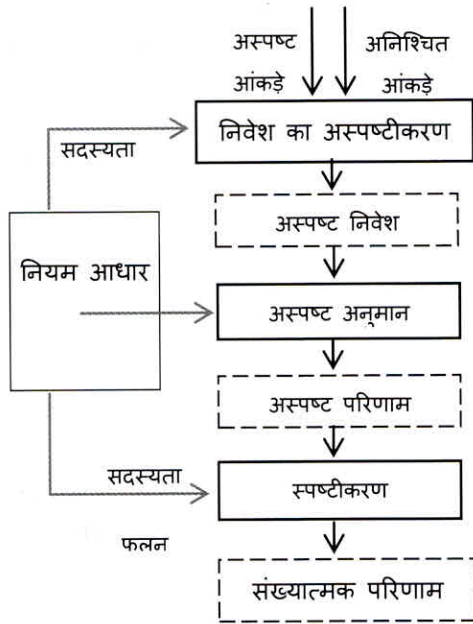 अस्पष्ट अनिश्चित
आंकड़े आंकड़े
निवेश का अस्पष्टीकरण
सदस्यता
अस्पष्ट निवेश
नियम आधार
अस्पष्ट अनुमान
अस्पष्ट परिणाम
सदस्यता
स्पष्टीकरण
फलन
संख्यात्मक परिणाम